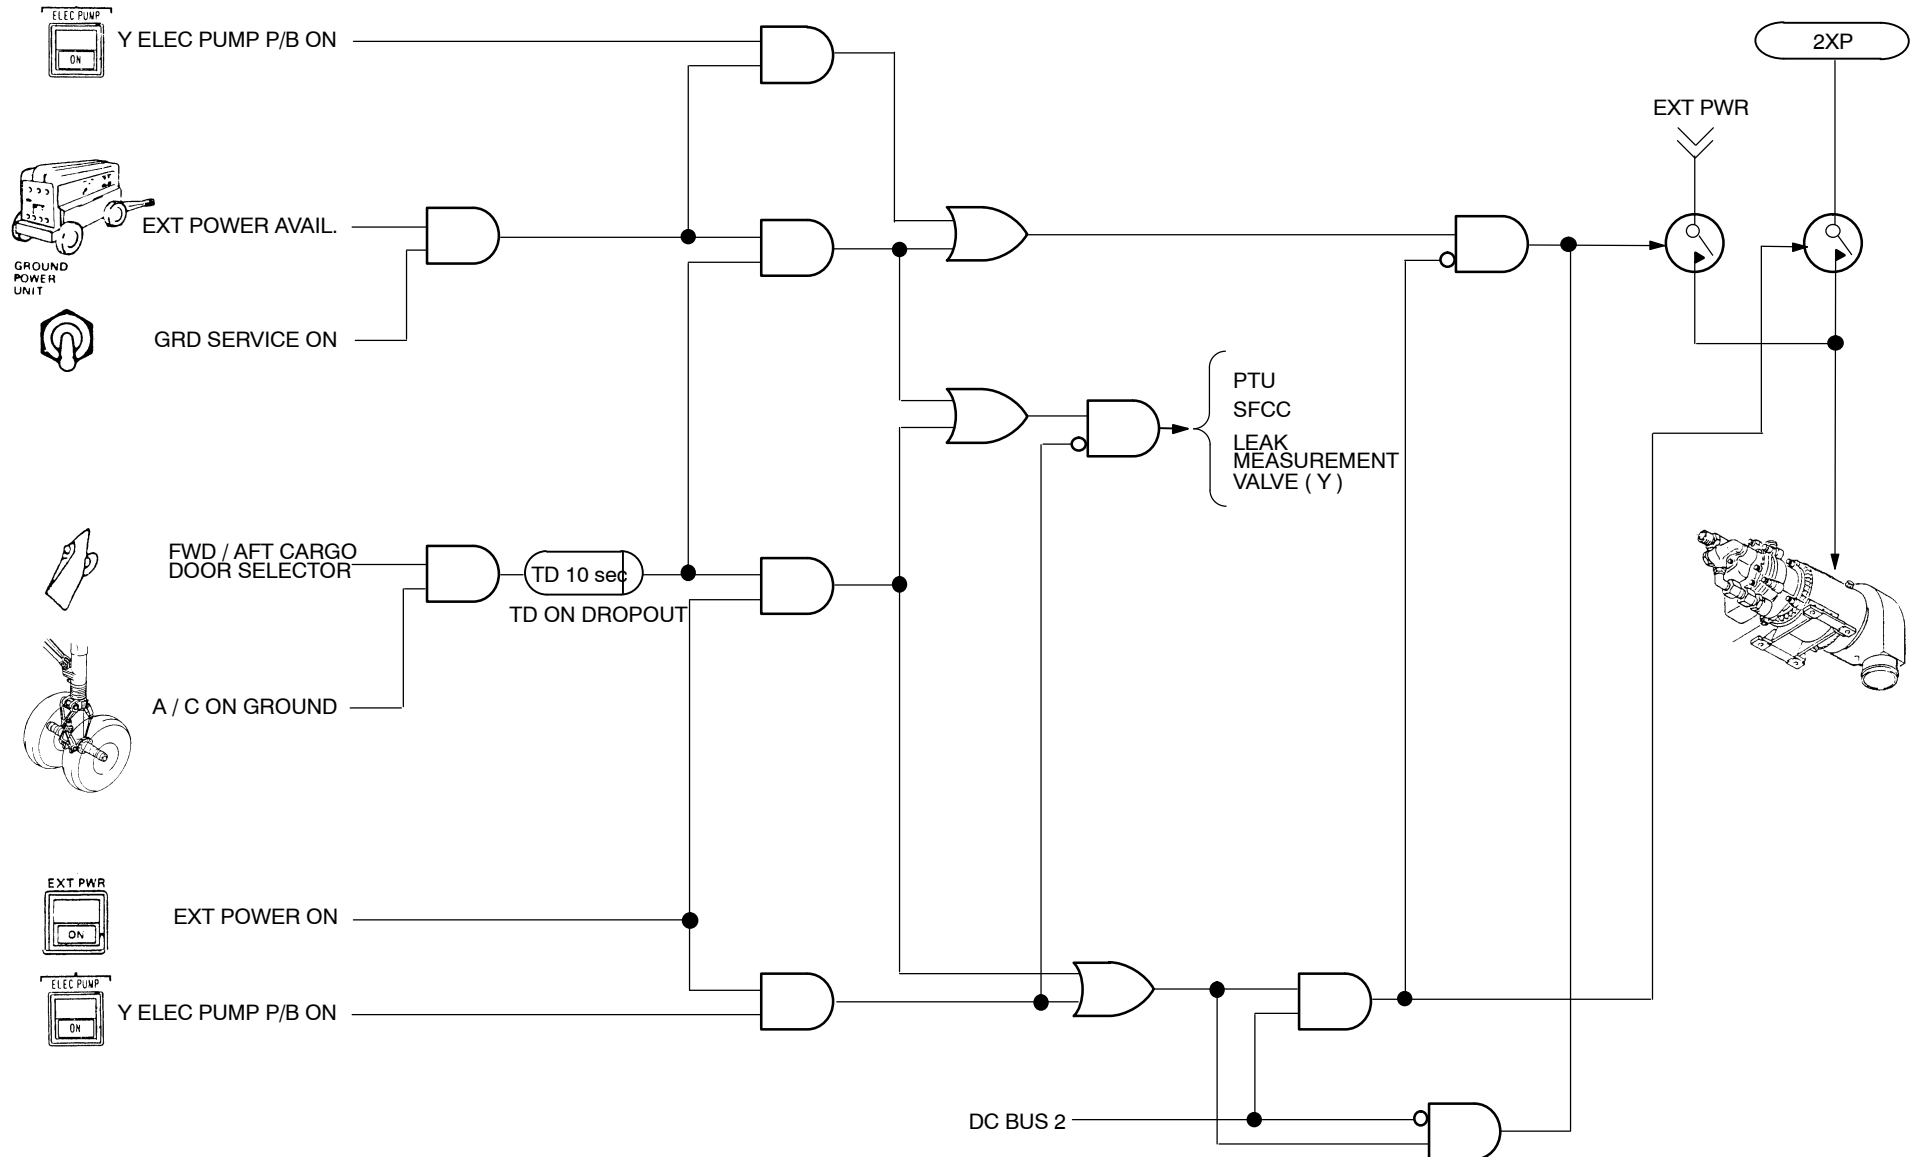 ELEC PUMP
ON
Y ELEC PUMP P/B ON
2XP
EXT PWR
EXT POWER AVAIL.
GROUND
POWER
UNIT
GRD SERVICE ON
PTU
SFCC
LEAK
MEASUREMENT
VALVE ( Y )
FWD / AFT CARGO
DOOR SELECTOR
TD 10 sec
TD ON DROPOUT
A / C ON GROUND
EXT PWR
ON
EXT POWER ON
ELEC PUMP
ON
Y ELEC PUMP P/B ON
DC BUS 2